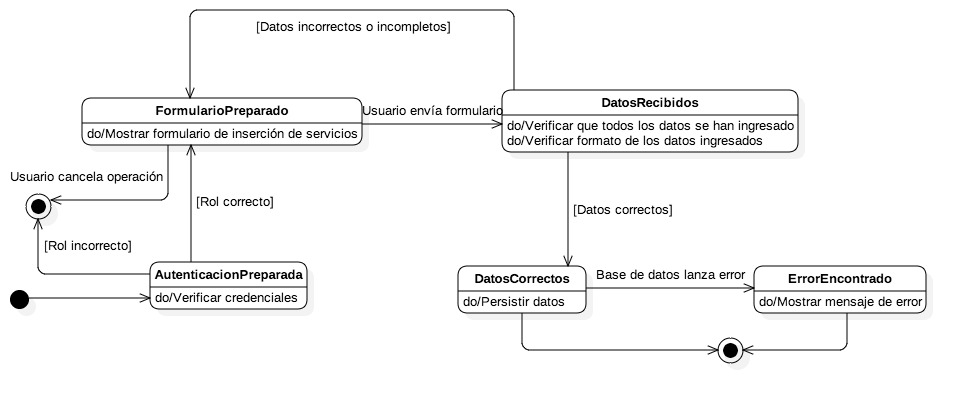 [Datos incorrectos o incompletos]
FormularioPreparado
do/Mostrar formulario de inserción de servicios
Usuario envía formulario
DatosRecibidos
do/Verificar que todos los datos se han ingresado
do/Verificar formato de los datos ingresados
Usuario cancela operación
[Rol correcto]
[Datos correctos]
[Rol incorrecto]
AutenticacionPreparada
do/Verificar credenciales
DatosCorrectos
do/Persistir datos
Base de datos lanza error
ErrorEncontrado
do/Mostrar mensaje de error